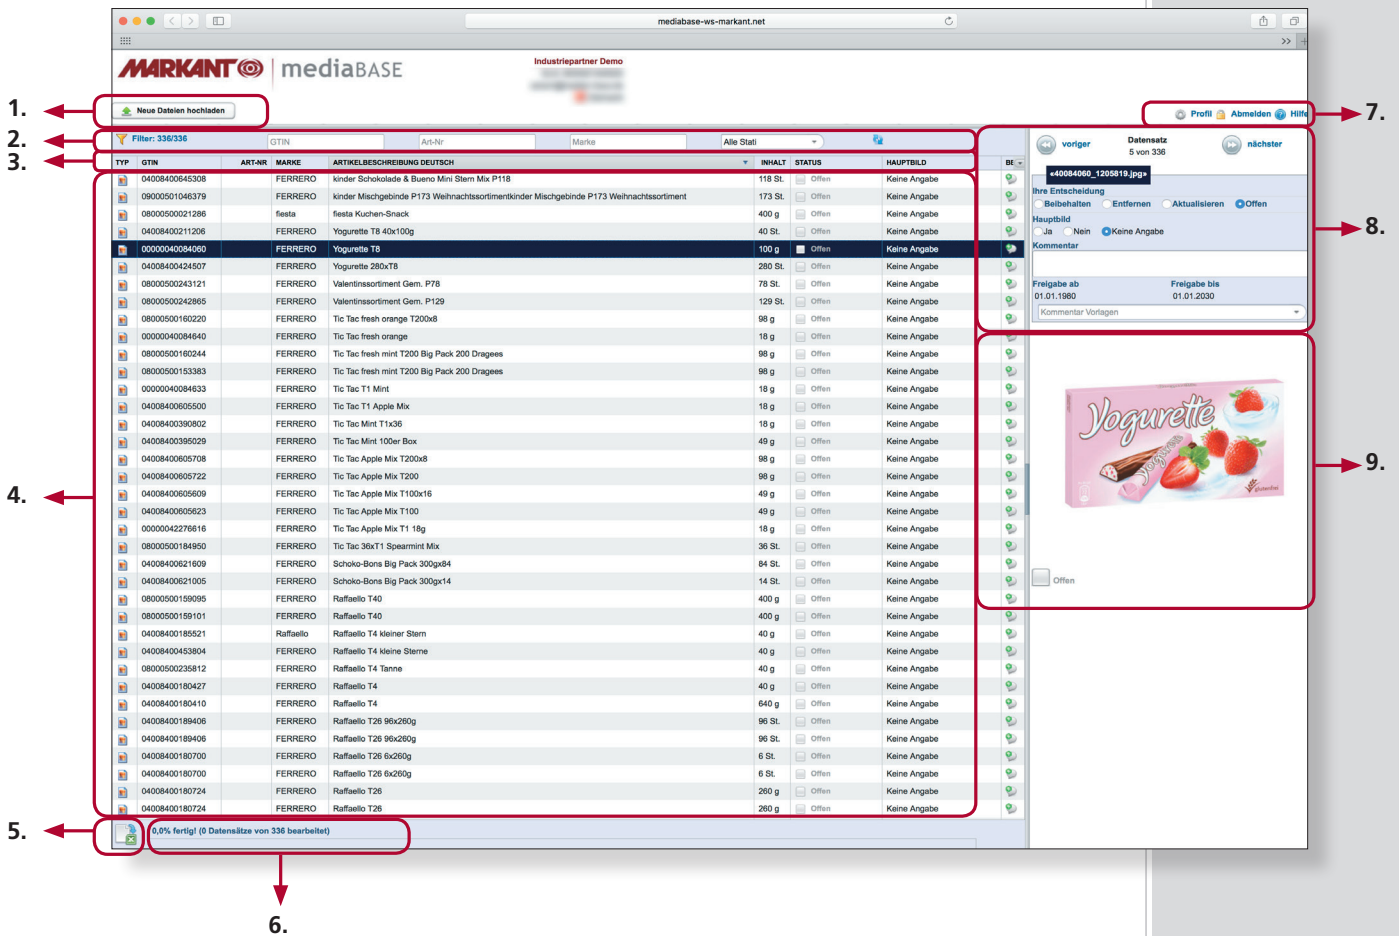 mediabase-ws-markant.net
MARKANT mediaBASE
Industriepartner Demo
1.
Neue Dateien hochladen
Profil Abmelden Hilfe
7.
2.
Filter: 336/336 GTIN Art-Nr Marke Alle Stati
3.
TYP GTIN ART-NR MARKE ARTIKELBESCHREIBUNG DEUTSCH INHALT STATUS HAUPTBILD BE
04008400645308 FERRERO kinder Schokolade & Bueno Mini Stern Mix P118 118 St. Offen Keine Angabe
09000501046379 FERRERO kinder Mischgebinde P173 Weihnachtssortimentkinder Mischgebinde P173 Weihnachtssortiment 173 St. Offen Keine Angabe
08000500021286 fiesta fiesta Kuchen-Snack 400 g Offen Keine Angabe
04008400211206 FERRERO Yogurette T8 40x100g 40 St. Offen Keine Angabe
00000040084060 FERRERO Yogurette T8 100 g Offen Keine Angabe
04008400424507 FERRERO Yogurette 280xT8 280 St. Offen Keine Angabe
08000500243121 FERRERO Valentinssortiment Gem. P78 78 St. Offen Keine Angabe
08000500242865 FERRERO Valentinssortiment Gem. P129 129 St. Offen Keine Angabe
08000500160220 FERRERO Tic Tac fresh orange T200x8 98 g Offen Keine Angabe
00000040084640 FERRERO Tic Tac fresh orange 18 g Offen Keine Angabe
08000500160244 FERRERO Tic Tac fresh mint T200 Big Pack 200 Dragees 98 g Offen Keine Angabe
08000500153383 FERRERO Tic Tac fresh mint T200 Big Pack 200 Dragees 98 g Offen Keine Angabe
00000040084633 FERRERO Tic Tac T1 Mint 18 g Offen Keine Angabe
04008400605500 FERRERO Tic Tac T1 Apple Mix 18 g Offen Keine Angabe
04008400390802 FERRERO Tic Tac Mint T1x36 18 g Offen Keine Angabe
04008400395029 FERRERO Tic Tac Mint 100er Box 49 g Offen Keine Angabe
04008400605708 FERRERO Tic Tac Apple Mix T200x8 98 g Offen Keine Angabe
04008400605722 FERRERO Tic Tac Apple Mix T200 98 g Offen Keine Angabe
04008400605609 FERRERO Tic Tac Apple Mix T100x16 49 g Offen Keine Angabe
04008400605623 FERRERO Tic Tac Apple Mix T100 49 g Offen Keine Angabe
00000042276616 FERRERO Tic Tac Apple Mix T1 18g 18 g Offen Keine Angabe
08000500184950 FERRERO Tic Tac 36xT1 Spearmint Mix 36 St. Offen Keine Angabe
04008400621609 FERRERO Schoko-Bons Big Pack 300gx84 84 St. Offen Keine Angabe
04008400621005 FERRERO Schoko-Bons Big Pack 300gx14 14 St. Offen Keine Angabe
08000500159095 FERRERO Raffaello T40 400 g Offen Keine Angabe
08000500159101 FERRERO Raffaello T40 400 g Offen Keine Angabe
04008400185521 Raffaello Raffaello T4 kleiner Stern 40 g Offen Keine Angabe
04008400453804 FERRERO Raffaello T4 kleine Sterne 40 g Offen Keine Angabe
08000500235812 FERRERO Raffaello T4 Tanne 40 g Offen Keine Angabe
04008400180427 FERRERO Raffaello T4 40 g Offen Keine Angabe
04008400180410 FERRERO Raffaello T4 640 g Offen Keine Angabe
04008400189406 FERRERO Raffaello T26 96x260g 96 St. Offen Keine Angabe
04008400189406 FERRERO Raffaello T26 96x260g 96 St. Offen Keine Angabe
04008400180700 FERRERO Raffaello T26 6x260g 6 St. Offen Keine Angabe
04008400180700 FERRERO Raffaello T26 6x260g 6 St. Offen Keine Angabe
04008400180724 FERRERO Raffaello T26 260 g Offen Keine Angabe
04008400180724 FERRERO Raffaello T26 260 g Offen Keine Angabe
4.
5.
0,0% fertig! (0 Datensätze von 336 bearbeitet)
6.
voriger Datensatz nächster
5 von 336
«40084060_1205819.jpg»
Ihre Entscheidung
Beibehalten Entfernen Aktualisieren Offen
Hauptbild
Ja Nein Keine Angabe
Kommentar
Freigabe ab Freigabe bis
01.01.1980 01.01.2030
Kommentar Vorlagen
8.
Yogurette
yogurette
glutenfrei
9.
Offen